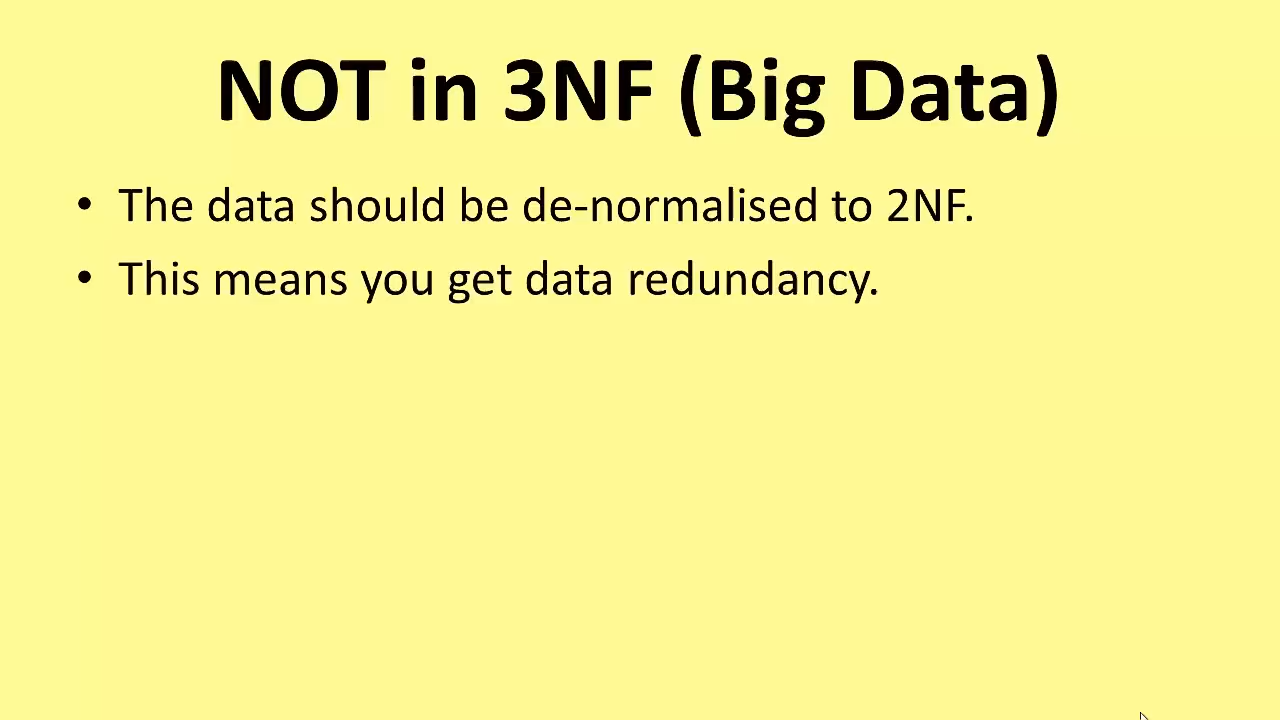 NOT in 3NF (Big Data)
• The data should be de-normalised to 2NF.
• This means you get data redundancy.